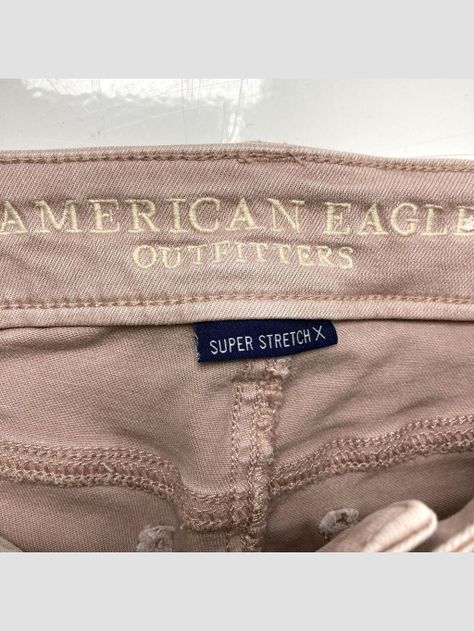 AMERICAN EAGLE
OUTFITTERS
SUPER STRETCH X